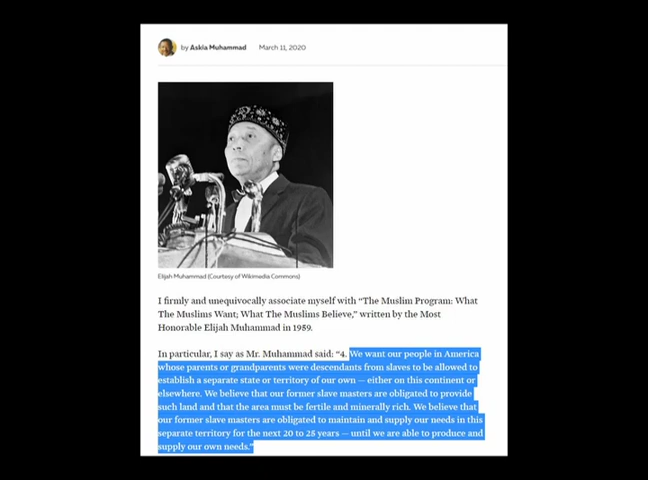 by Askia Muhammad March 11, 2020
Elijah Muhammad (Courtesy of Wikimedia Commons)
I firmly and unequivocally associate myself with “The Muslim Program: What
The Muslims Want; What The Muslims Believe,” written by the Most
Honorable Elijah Muhammad in 1959.
In particular, I say as Mr. Muhammad said: “4. We want our people in America
whose parents or grandparents were descendants from slaves to be allowed to
establish a separate state or territory of our own — either on this continent or
elsewhere. We believe that our former slave masters are obligated to provide
such land and that the area must be fertile and minerally rich. We believe that
our former slave masters are obligated to maintain and supply our needs in this
separate territory for the next 20 to 25 years — until we are able to produce and
supply our own needs.”